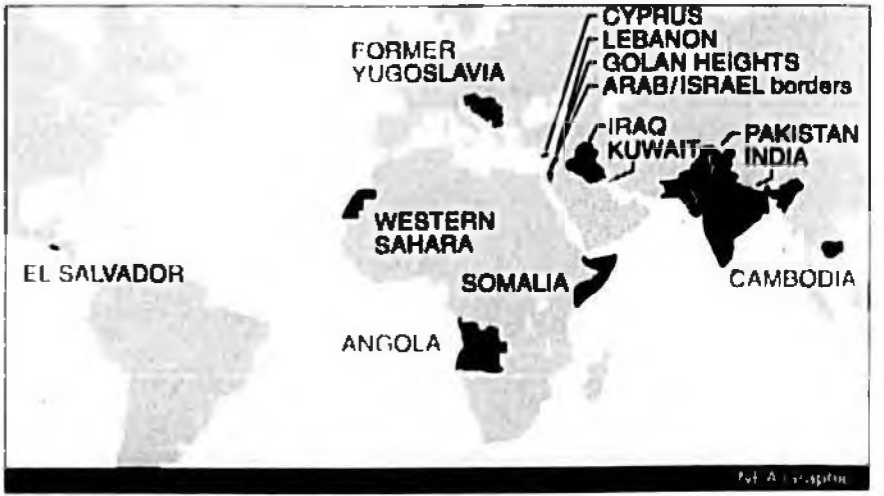 CYPRUS
LEBANON
GOLAN HEIGHTS
ARAB/ISRAEL borders
FORMER
YUGOSLAVIA
IRAQ
KUWAIT
PAKISTAN
INDIA
WESTERN
SAHARA
EL SALVADOR
SOMALIA
CAMBODIA
ANGOLA